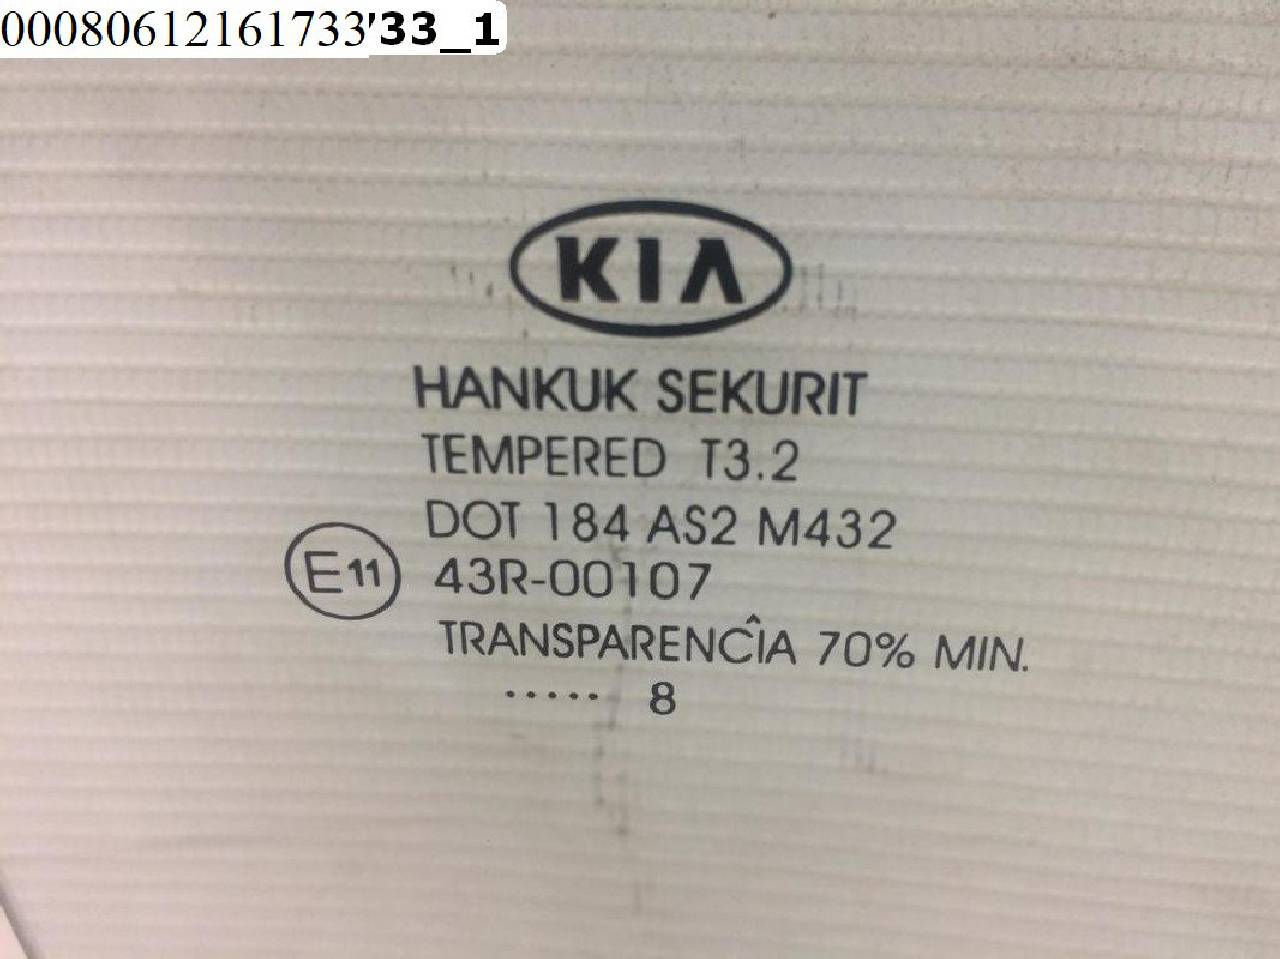 00080612161733'33_1
KIA
HANKUK SEKURIT
TEMPERED T3.2
DOT 184 AS2 M432
E11 43R-00107
TRANSPARENCÎA 70% MIN.
..... 8